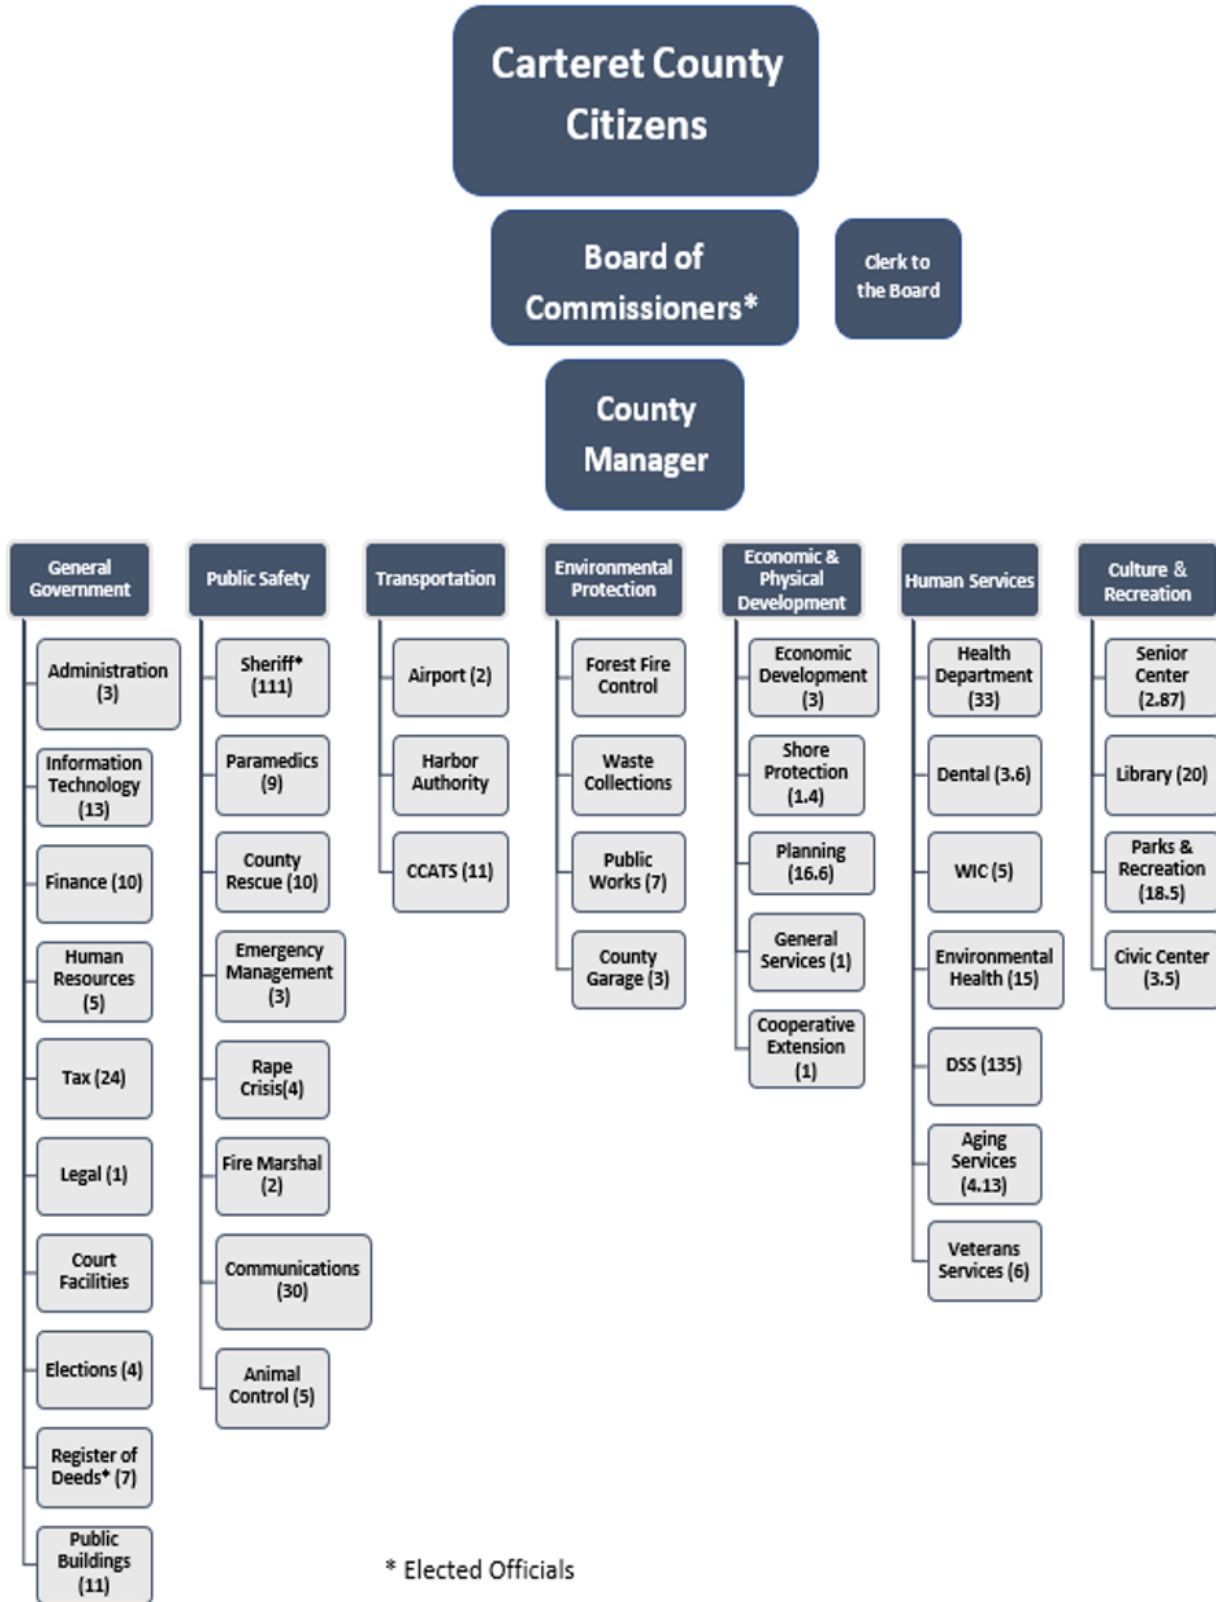 Carteret County
Citizens
Board of
Commissioners*
Clerk to
the Board
County
Manager
General
Government
Administration
(3)
Information
Technology
(13)
Finance (10)
Human
Resources
(5)
Tax (24)
Legal (1)
Court
Facilities
Elections (4)
Register of
Deeds* (7)
Public
Buildings
(11)
Public Safety
Sheriff*
(111)
Paramedics
(9)
County
Rescue (10)
Emergency
Management
(3)
Rape
Crisis(4)
Fire Marshal
(2)
Communications
(30)
Animal
Control (5)
Transportation
Airport (2)
Harbor
Authority
CCATS (11)
Environmental
Protection
Forest Fire
Control
Waste
Collections
Public
Works (7)
County
Garage (3)
Economic &
Physical
Development
Economic
Development
(3)
Shore
Protection
(1.4)
Planning
(16.6)
General
Services (1)
Cooperative
Extension
(1)
Human Services
Health
Department
(33)
Dental (3.6)
WIC (5)
Environmental
Health (15)
DSS (135)
Aging
Services
(4.13)
Veterans
Services (6)
Culture &
Recreation
Senior
Center
(2.87)
Library (20)
Parks &
Recreation
(18.5)
Civic Center
(3.5)
* Elected Officials